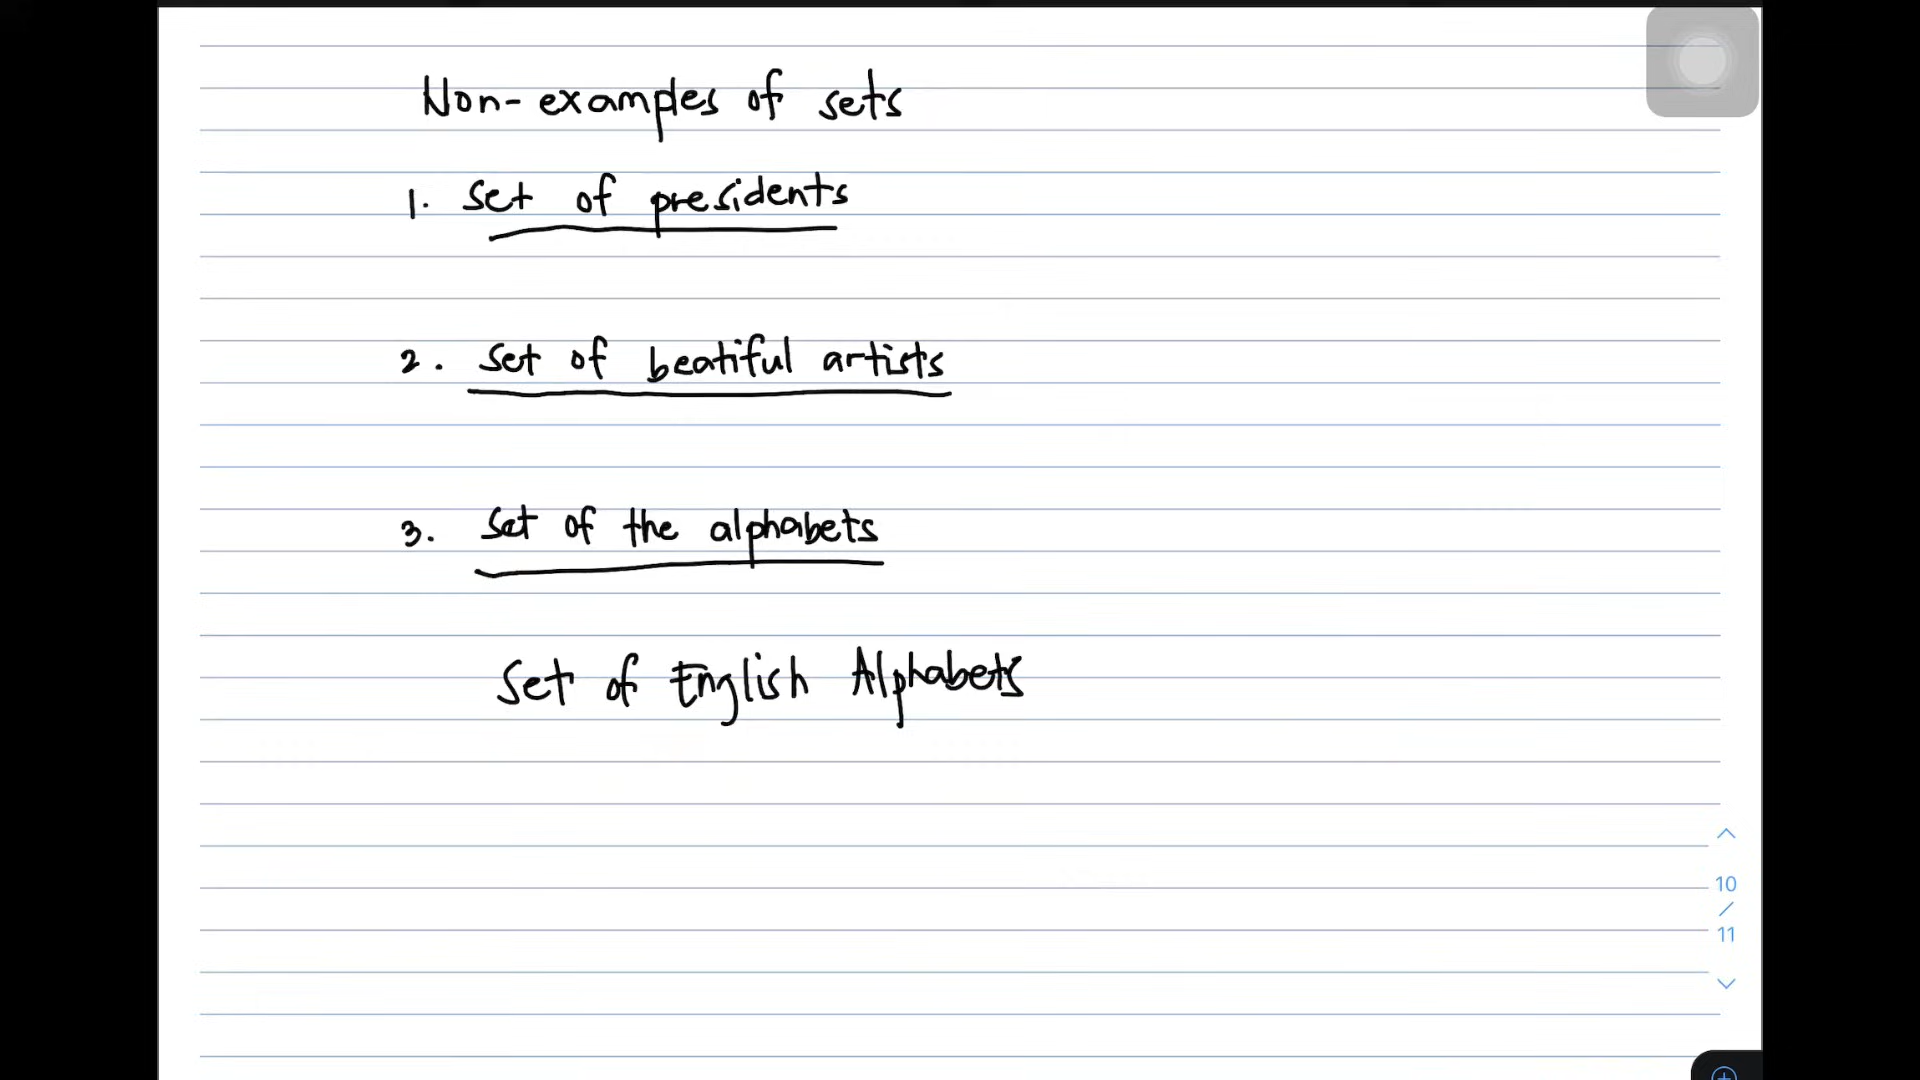 Non-examples of sets
1. Set of presidents
2. Set of beatiful artists
3. Set of the alphabets
Set of English Alphabets
10
/
11